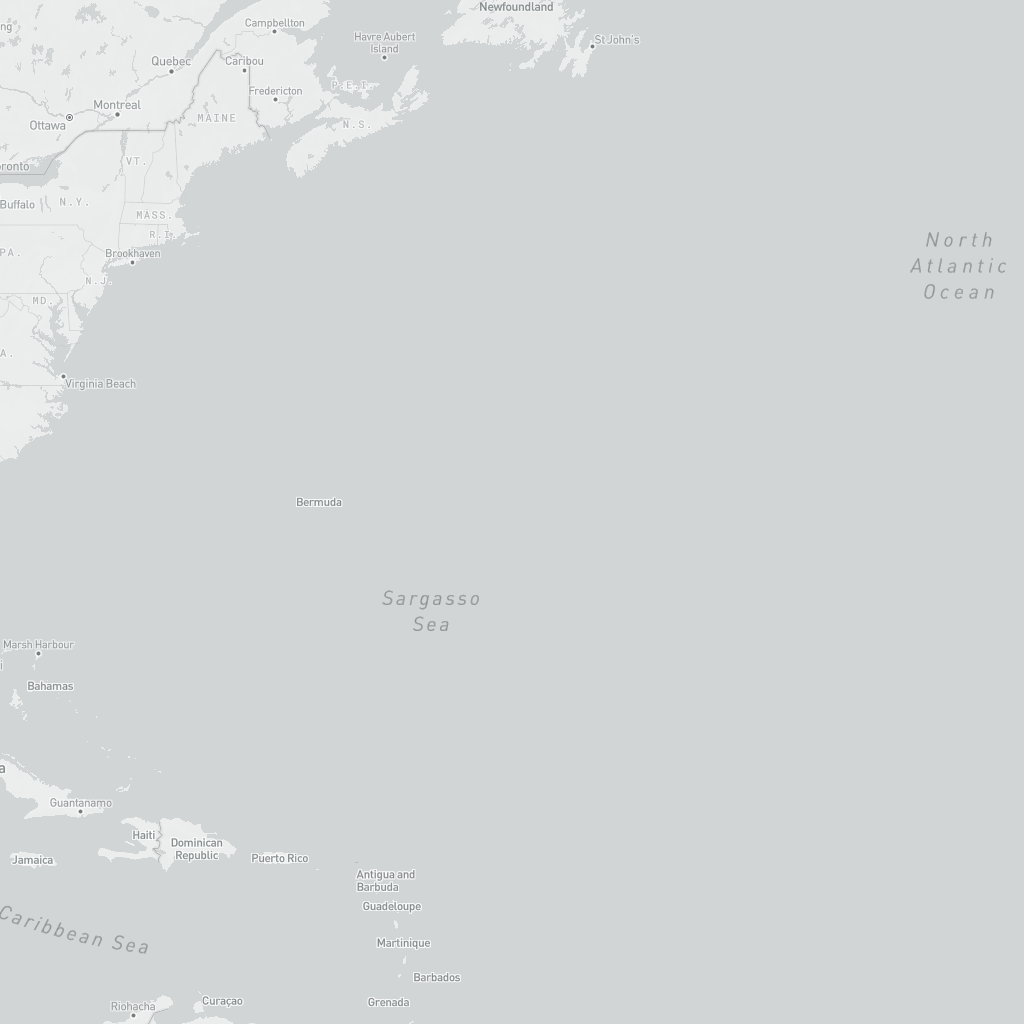 Newfoundland
Campbellton
ng
Havre Aubert
Island
St John's
Quebec
Caribou
P.E.I.
Fredericton
Montreal
MAINE
Ottawa
N.S.
VT.
oronto
N.Y.
Buffalo
MASS.
R.I.
North
Atlantic
Ocean
PA.
Brookhaven
N.J.
MD.
A.
Virginia Beach
Bermuda
Sargasso
Sea
Marsh Harbour
i
Bahamas
a
Guantanamo
Haiti
Dominican
Republic
Jamaica
Puerto Rico
Antigua and
Barbuda
Guadeloupe
Caribbean Sea
Martinique
Barbados
Curaçao
Grenada
Riohacha